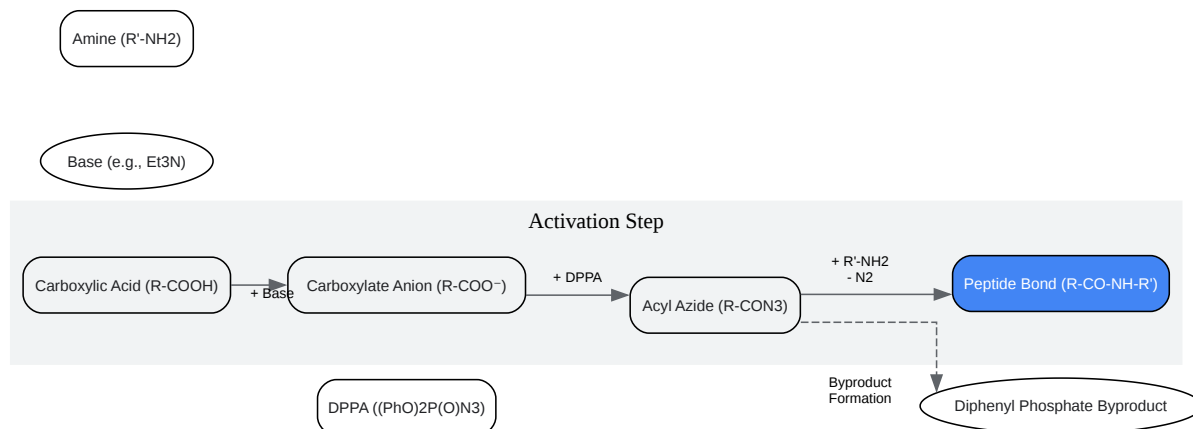 Amine (R'-NH2)
Base (e.g., Et3N)
Activation Step
Carboxylic Acid (R-COOH)
+ Base
Carboxylate Anion (R-COO⁻)
+ DPPA
Acyl Azide (R-CON3)
+ R'-NH2
- N2
Peptide Bond (R-CO-NH-R')
DPPA ((PhO)2P(O)N3)
Byproduct
Formation
Diphenyl Phosphate Byproduct